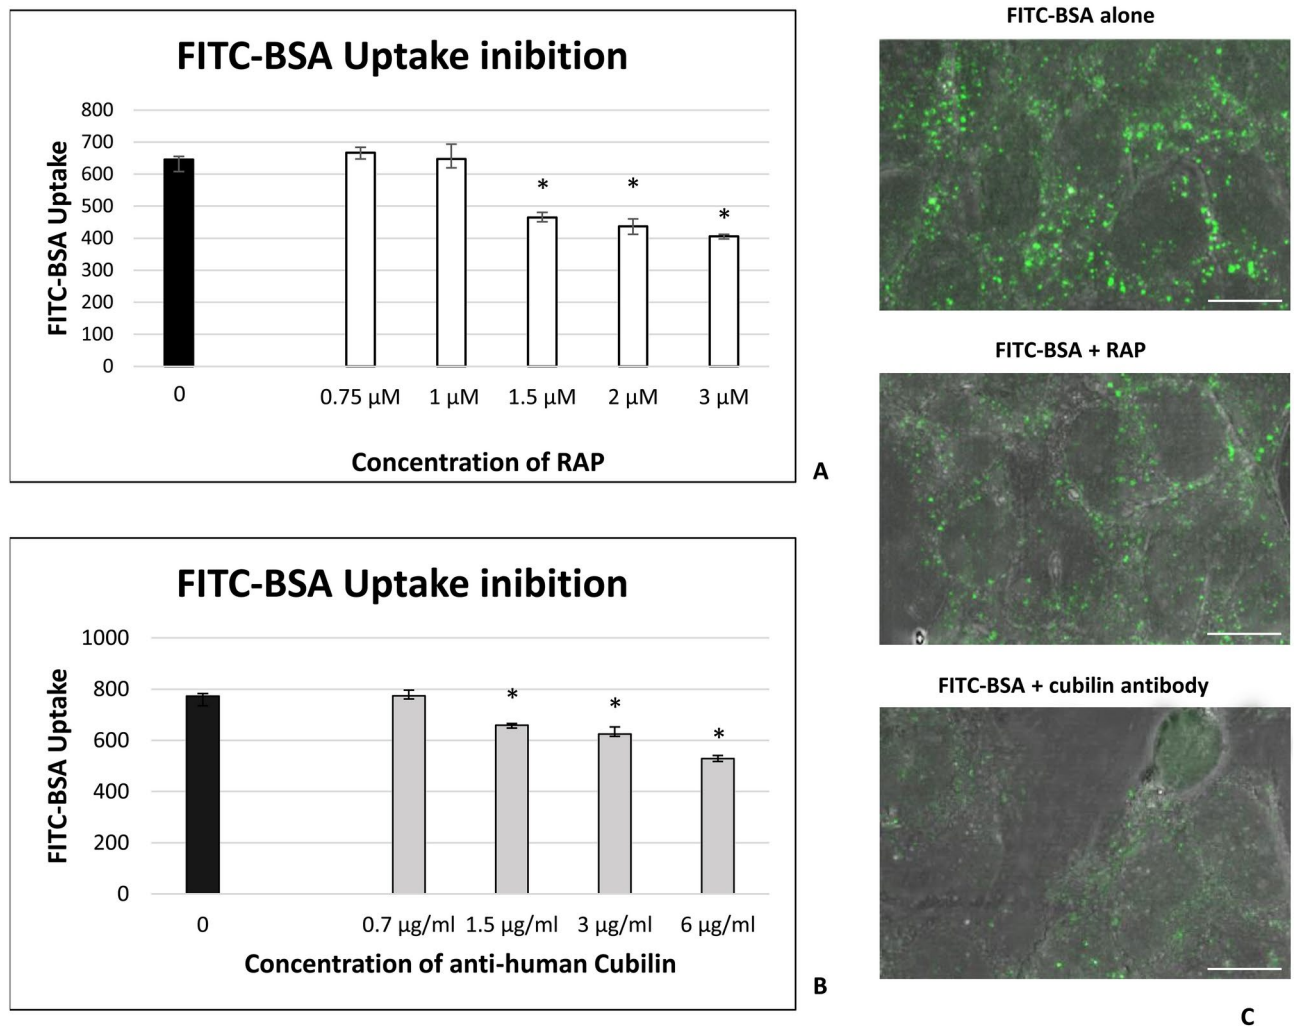 FITC-BSA Uptake inibition
FITC-BSA Uptake
800
700
600
500
400
300
200
100
0
*
*
*
0
0.75 µM
1 µM
1.5 µM
2 µM
3 µM
Concentration of RAP
A
FITC-BSA Uptake inibition
FITC-BSA Uptake
1000
800
600
400
200
0
*
*
*
0
0.7 µg/ml
1.5 µg/ml
3 µg/ml
6 µg/ml
Concentration of anti-human Cubilin
B
FITC-BSA alone
FITC-BSA + RAP
FITC-BSA + cubilin antibody
C